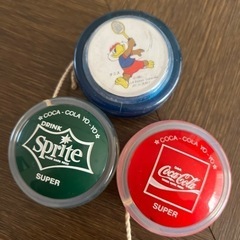 COCA-COLA YO-YO
DRINK
Sprite
SUPER
COCA-COLA YO-YO
Coca-Cola
SUPER